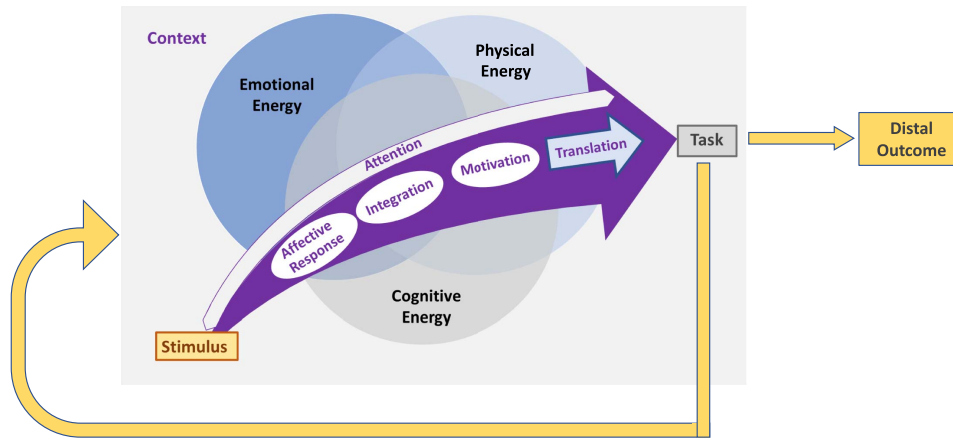 Context
Emotional
Energy
Physical
Energy
Attention
Affective
Response
Integration
Motivation
Translation
Task
Distal
Outcome
Cognitive
Energy
Stimulus